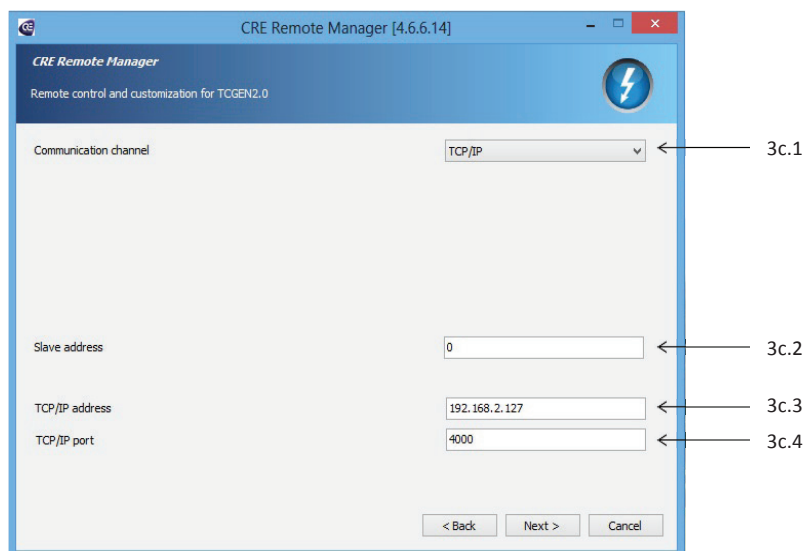 CRE Remote Manager [4.6.6.14]
CRE Remote Manager
Remote control and customization for TCGEN2.0
Communication channel TCP/IP 3c.1
Slave address 0 3c.2
TCP/IP address 192.168.2.127 3c.3
TCP/IP port 4000 3c.4
< Back Next > Cancel